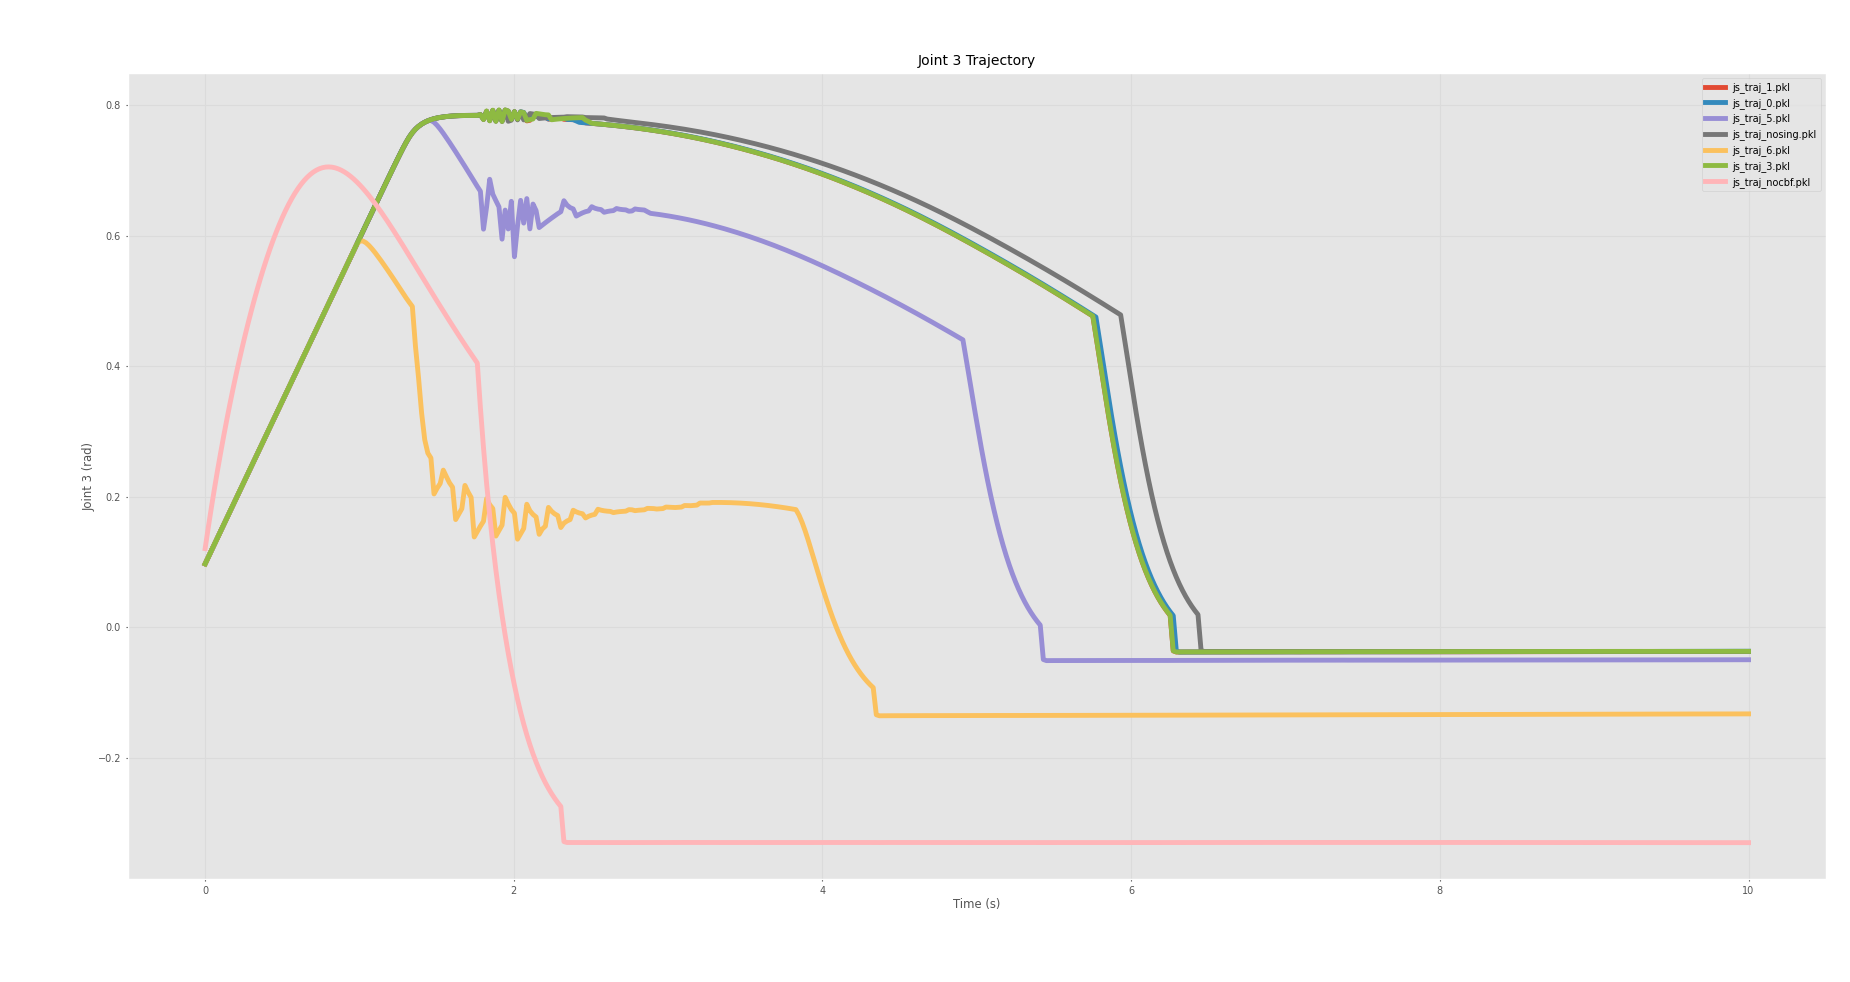 Joint 3 Trajectory
js_traj_1.pkl
js_traj_0.pkl
js_traj_5.pkl
js_traj_nosing.pkl
js_traj_6.pkl
js_traj_3.pkl
js_traj_nocbf.pkl
Joint 3 (rad)
0.8
0.6
0.4
0.2
0.0
−0.2
0
2
4
6
8
10
Time (s)